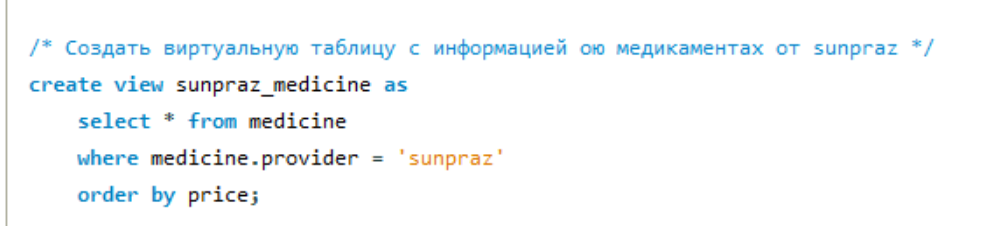 /* Создать виртуальную таблицу с информацией ою медикаментах от sunpraz */
create view sunpraz_medicine as
select * from medicine
where medicine.provider = 'sunpraz'
order by price;